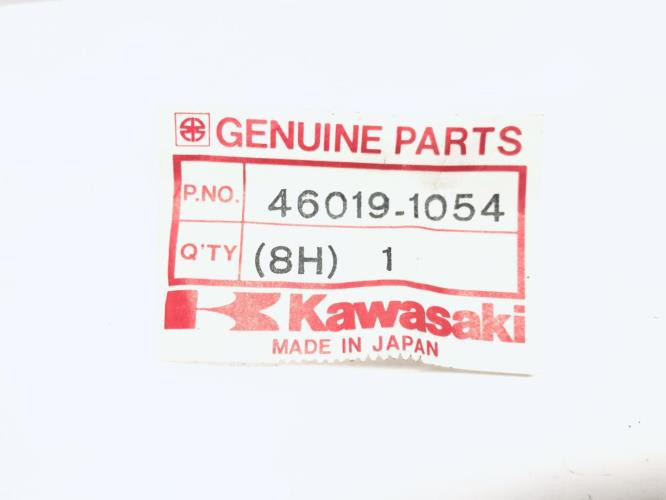 GENUINE PARTS
P.NO. 46019-1054
Q'TY (8H) 1
Kawasaki
MADE IN JAPAN